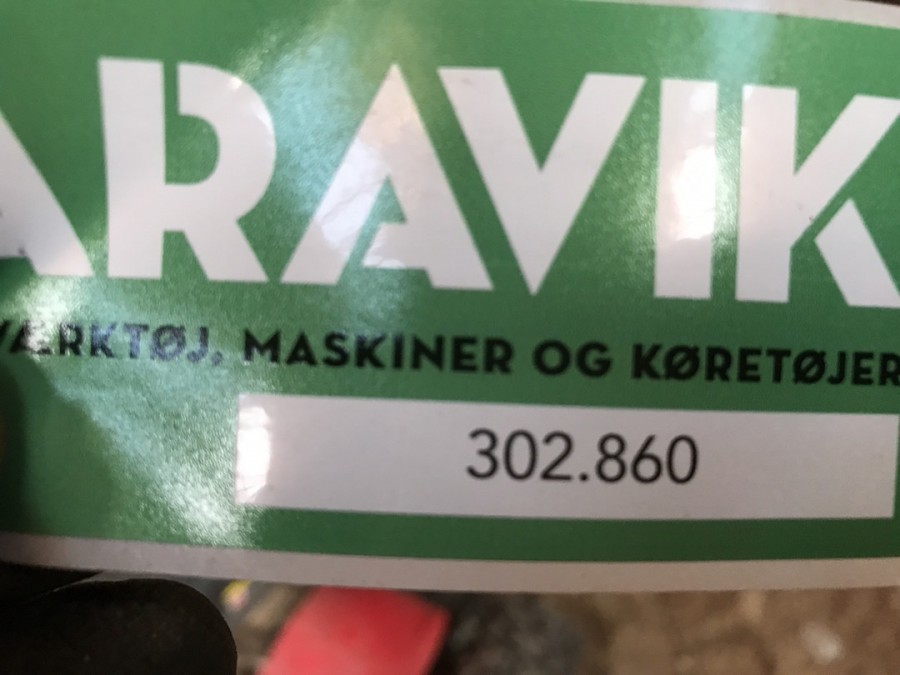 ARAVIK
VÆRKTØJ, MASKINER OG KØRETØJER
302.860